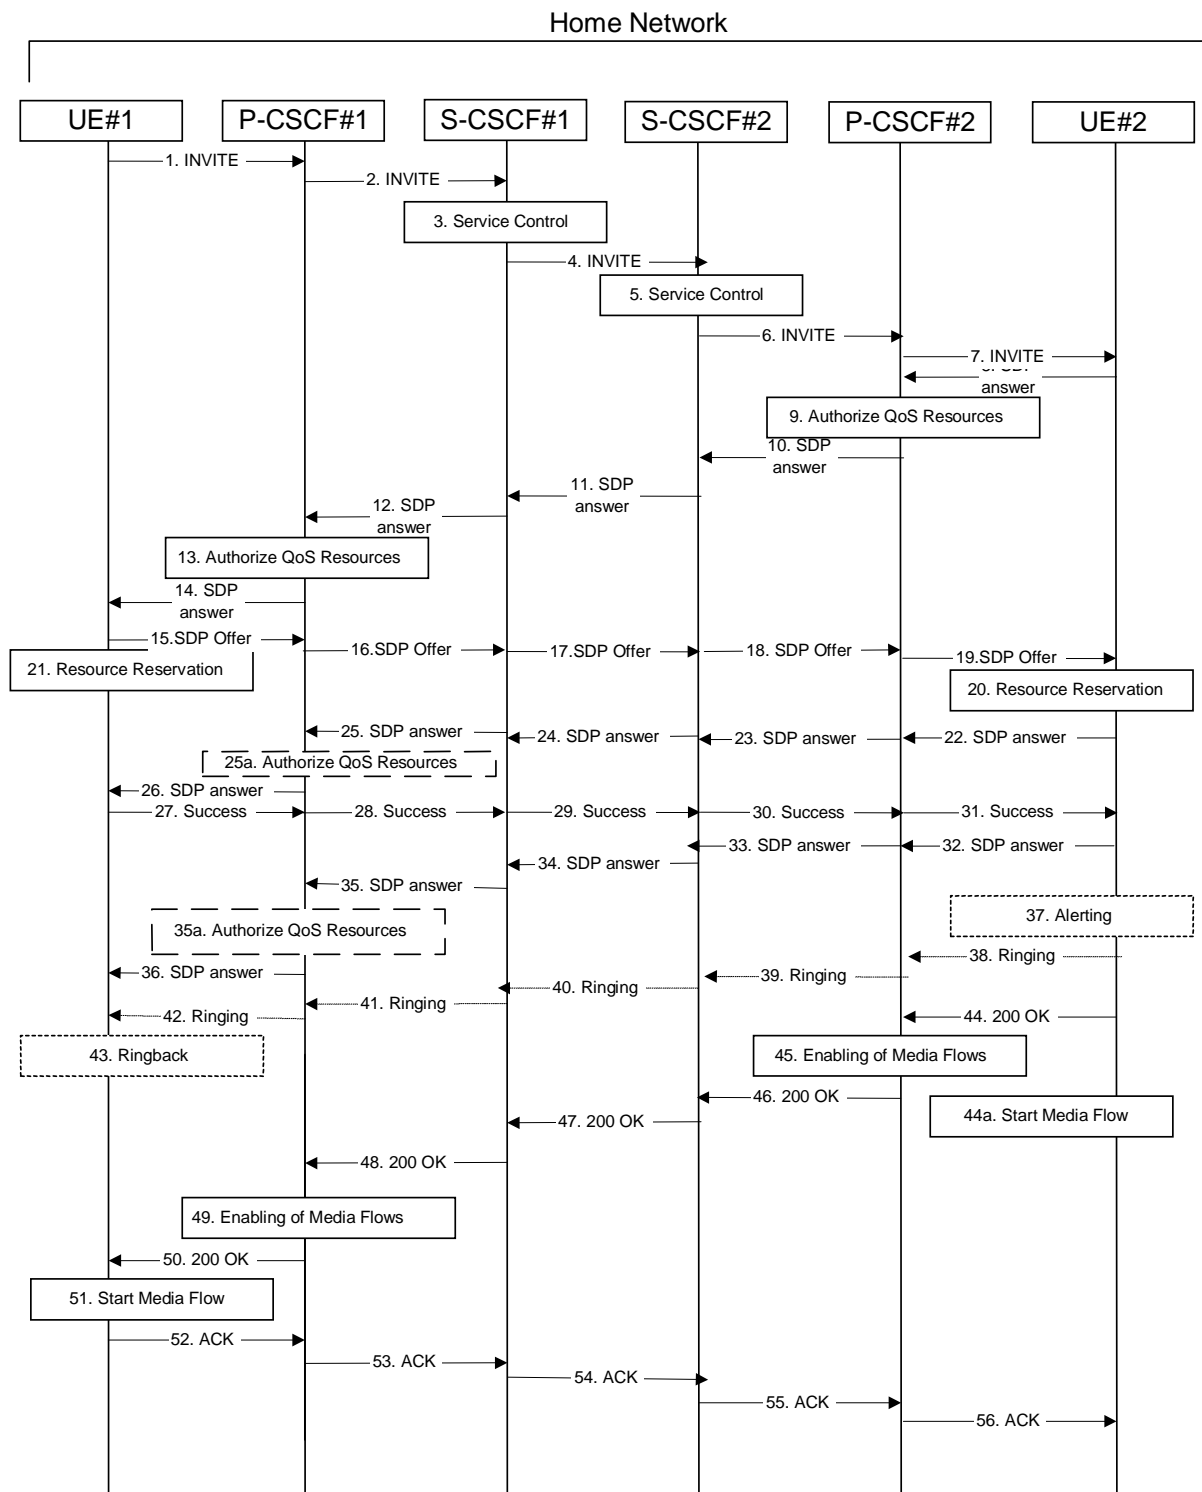 Home Network
UE#1 P-CSCF#1 S-CSCF#1 S-CSCF#2 P-CSCF#2 UE#2
1. INVITE
2. INVITE
3. Service Control
4. INVITE
5. Service Control
6. INVITE
7. INVITE
SDP
answer
9. Authorize QoS Resources
10. SDP
answer
11. SDP
answer
12. SDP
answer
13. Authorize QoS Resources
14. SDP
answer
15.SDP Offer
16.SDP Offer
17.SDP Offer
18. SDP Offer
19.SDP Offer
21. Resource Reservation
20. Resource Reservation
25. SDP answer
24. SDP answer
23. SDP answer
22. SDP answer
25a. Authorize QoS Resources
26. SDP answer
27. Success
28. Success
29. Success
30. Success
31. Success
33. SDP answer
32. SDP answer
34. SDP answer
35. SDP answer
37. Alerting
35a. Authorize QoS Resources
38. Ringing
36. SDP answer
39. Ringing
40. Ringing
41. Ringing
42. Ringing
44. 200 OK
43. Ringback
45. Enabling of Media Flows
46. 200 OK
44a. Start Media Flow
47. 200 OK
48. 200 OK
49. Enabling of Media Flows
50. 200 OK
51. Start Media Flow
52. ACK
53. ACK
54. ACK
55. ACK
56. ACK